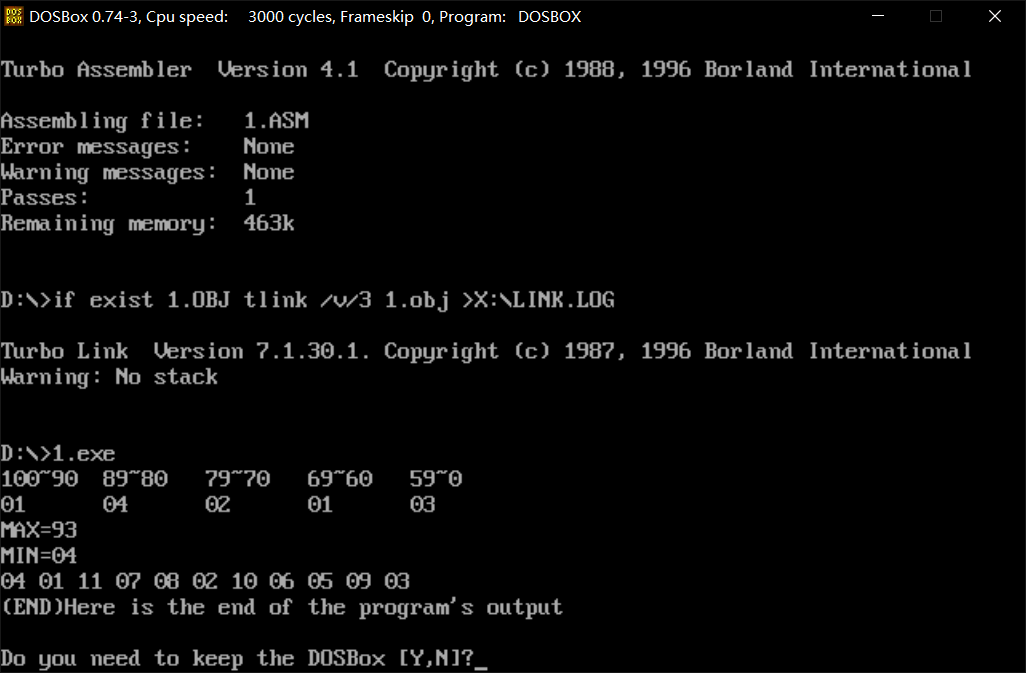 DOSBox 0.74-3, Cpu speed: 3000 cycles, Frameskip 0, Program: DOSBOX
Turbo Assembler  Version 4.1  Copyright (c) 1988, 1996 Borland International
Assembling file:   1.ASM
Error messages:    None
Warning messages:  None
Passes:            1
Remaining memory:  463k
D:\>if exist 1.OBJ tlink /v/3 1.obj >X:\LINK.LOG
Turbo Link  Version 7.1.30.1. Copyright (c) 1987, 1996 Borland International
Warning: No stack
D:\>1.exe
100~90  89~80   79~70   69~60   59~0
01      04      02      01      03
MAX=93
MIN=04
04 01 11 07 08 02 10 06 05 09 03
(END)Here is the end of the program's output
Do you need to keep the DOSBox [Y,N]?_